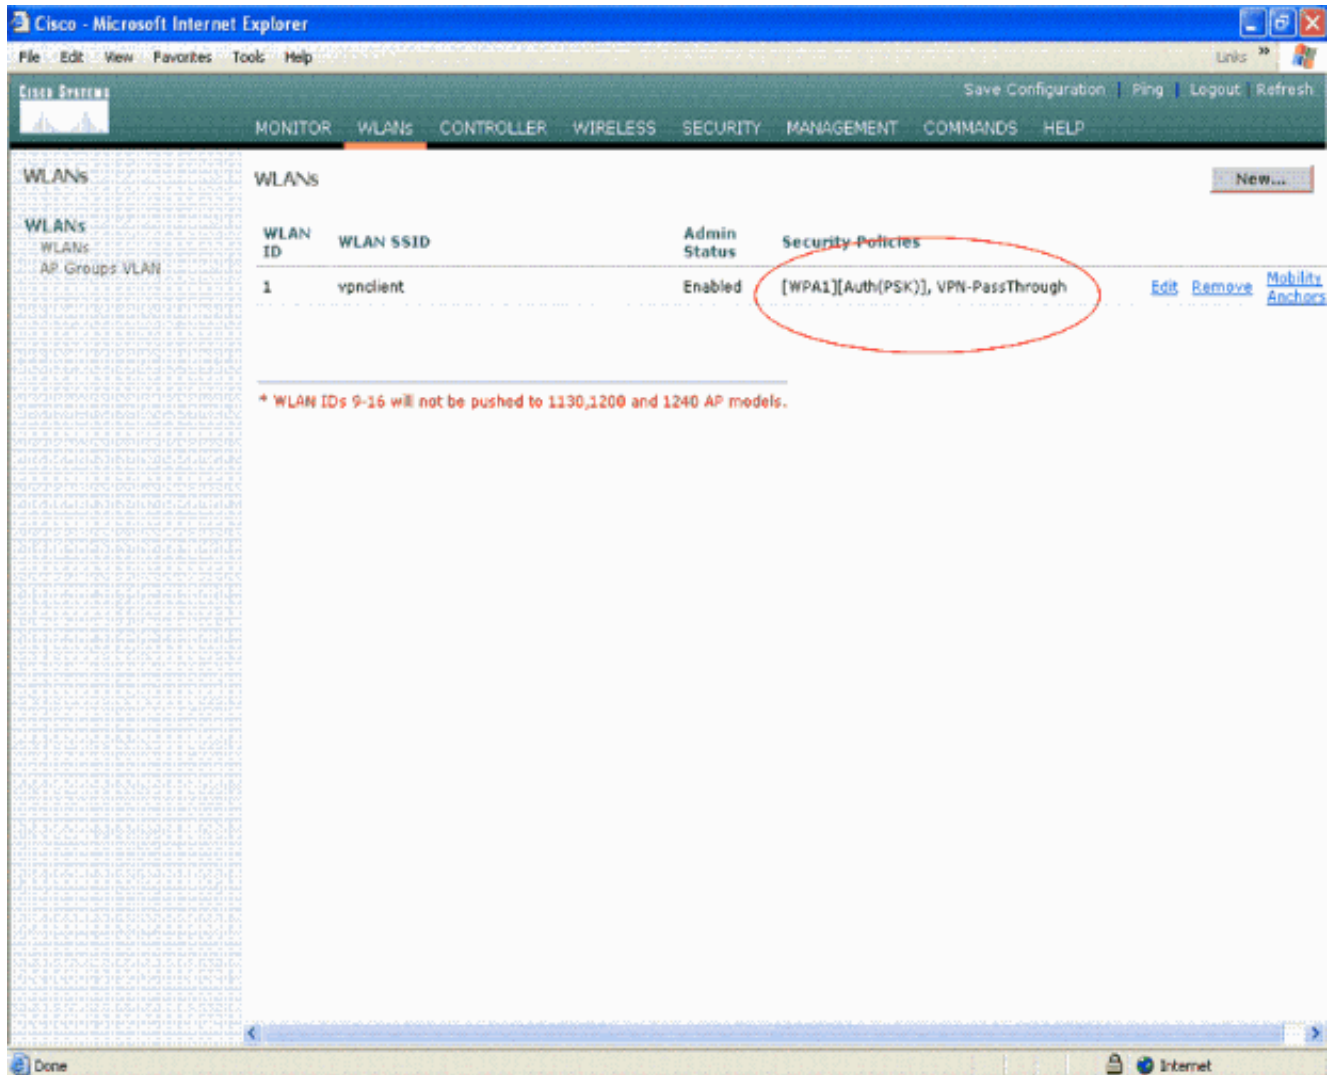 Cisco - Microsoft Internet Explorer
File Edit View Favorites Tools Help
Links »
CISCO SYSTEMS
Save Configuration | Ping | Logout | Refresh
MONITOR WLANs CONTROLLER WIRELESS SECURITY MANAGEMENT COMMANDS HELP
WLANs
WLANs
WLANs
AP Groups VLAN
WLANs
New...
WLAN ID WLAN SSID Admin Status Security Policies
1 vpnclient Enabled [WPA1][Auth(PSK)], VPN-PassThrough Edit Remove Mobility Anchors
* WLAN IDs 9-16 will not be pushed to 1130,1200 and 1240 AP models.
Done
Internet